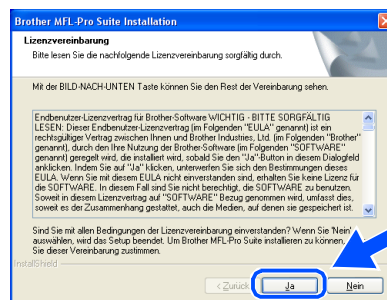 Brother MFL-Pro Suite Installation
Lizenzvereinbarung
Bitte lesen Sie die nachfolgende Lizenzvereinbarung sorgfältig durch.
Mit der BILD-NACH-UNTEN Taste können Sie den Rest der Vereinbarung sehen.
Endbenutzer-Lizenzvertrag für Brother-Software WICHTIG - BITTE SORGFÄLTIG
LESEN: Dieser Endbenutzer-Lizenzvertrag (im Folgenden "EULA" genannt) ist ein
rechtsgültiger Vertrag zwischen Ihnen und Brother Industries, Ltd. (im Folgenden "Brother"
genannt), durch den Ihre Nutzung der Brother-Software (im Folgenden "SOFTWARE"
genannt) geregelt wird, die installiert wird, sobald Sie den "Ja"-Button in diesem Dialogfeld
anklicken. Indem Sie auf "Ja" klicken, unterwerfen Sie sich den Bestimmungen dieses
EULA. Wenn Sie mit diesem EULA nicht einverstanden sind, erhalten Sie keine Lizenz für
die SOFTWARE. In diesem Fall sind Sie nicht berechtigt, die SOFTWARE zu benutzen.
Soweit in diesem Lizenzvertrag auf "SOFTWARE" Bezug genommen wird, umfasst dies,
soweit es der Zusammenhang gestattet, auch die Medien, auf denen sie gespeichert ist.
Sind Sie mit allen Bedingungen der Lizenzvereinbarung einverstanden? Wenn Sie 'Nein'
auswählen, wird das Setup beendet. Um Brother MFL-Pro Suite installieren zu können,
Sie dieser Vereinbarung zustimmen.
InstallShield
< Zurück
Ja
Nein